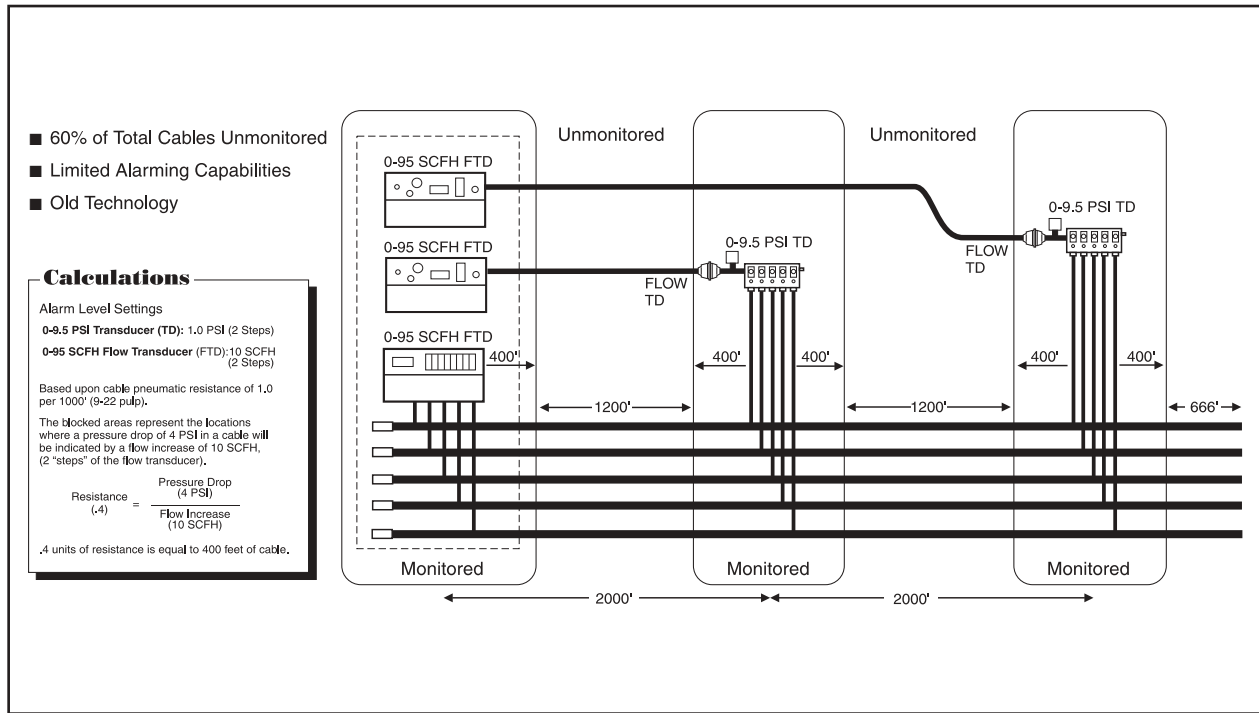 ■ 60% of Total Cables Unmonitored
■ Limited Alarming Capabilities
■ Old Technology
Calculations
Alarm Level Settings
0-9.5 PSI Transducer (TD): 1.0 PSI (2 Steps)
0-95 SCFH Flow Transducer (FTD):10 SCFH
(2 Steps)
Based upon cable pneumatic resistance of 1.0
per 1000' (9-22 pulp).
The blocked areas represent the locations
where a pressure drop of 4 PSI in a cable will
be indicated by a flow increase of 10 SCFH,
(2 "steps" of the flow transducer).
Resistance
(.4)
=
Pressure Drop
(4 PSI)
Flow Increase
(10 SCFH)
.4 units of resistance is equal to 400 feet of cable.
Unmonitored
Unmonitored
0-95 SCFH FTD
0-9.5 PSI TD
0-95 SCFH FTD
0-9.5 PSI TD
FLOW
TD
FLOW
TD
0-95 SCFH FTD
400'
400'
400'
400'
400'
1200'
1200'
666'
Monitored
Monitored
Monitored
2000'
2000'